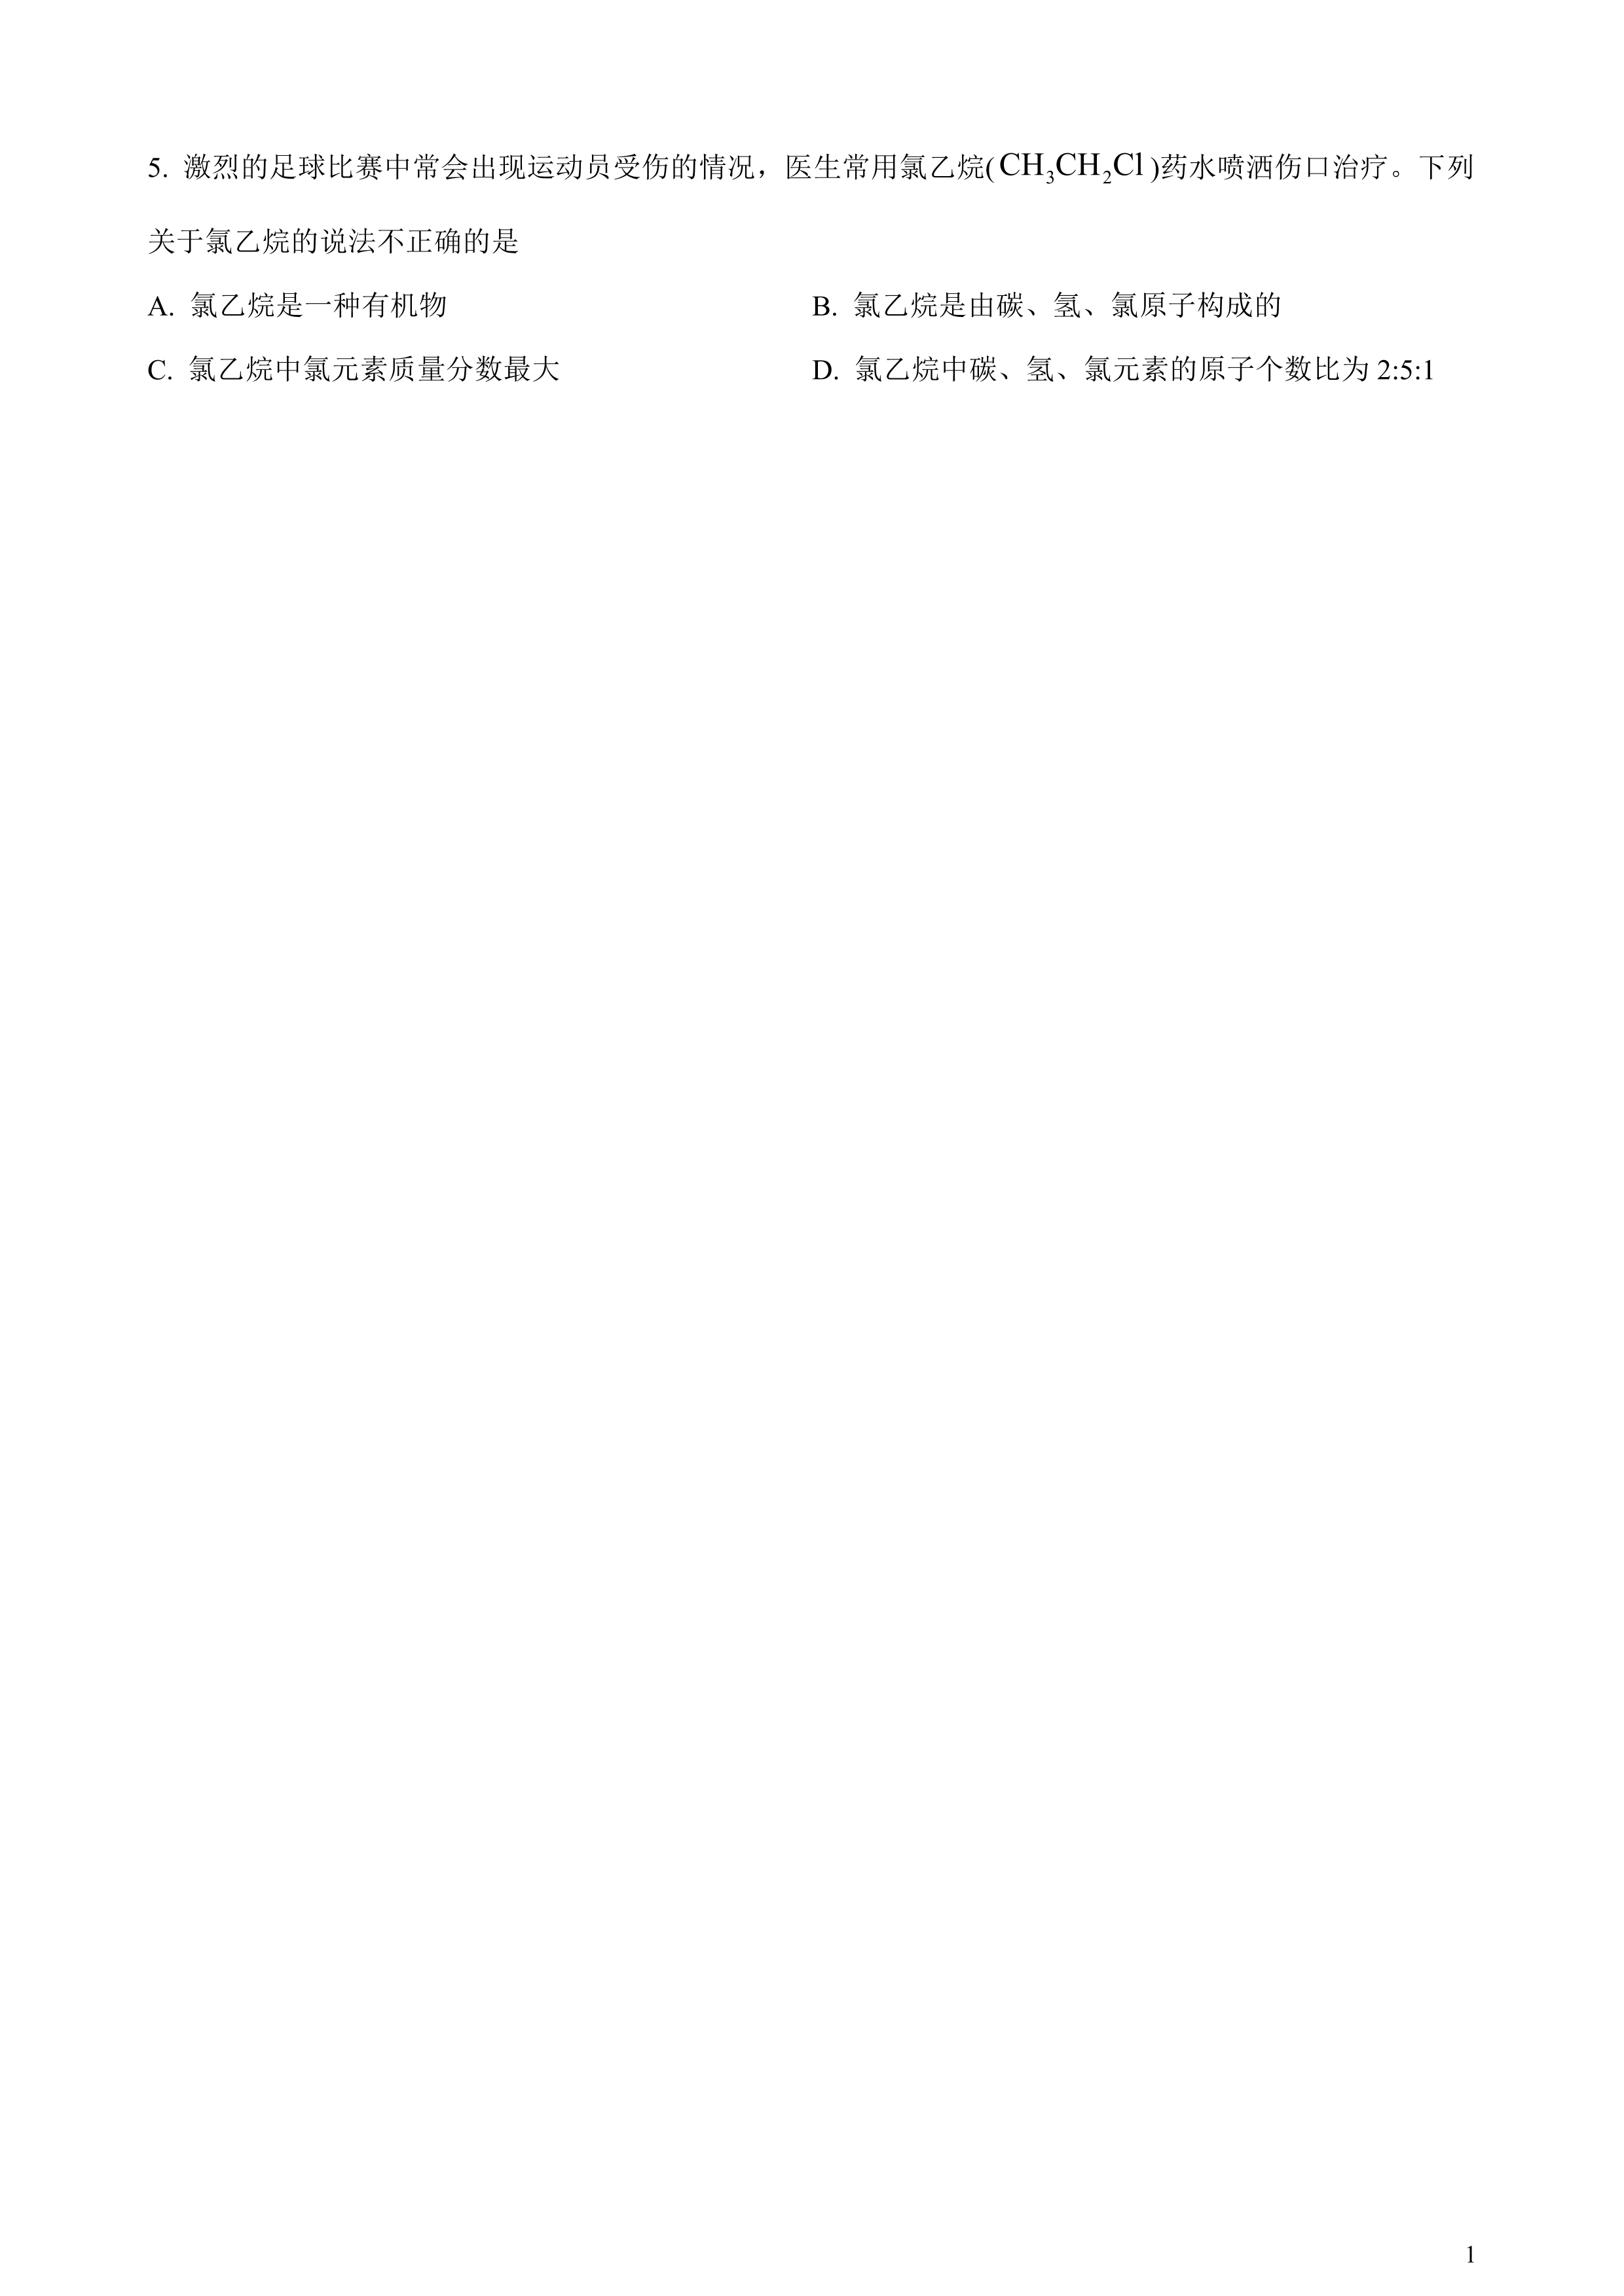 5. 激烈的足球比赛中常会出现运动员受伤的情况，医生常用氯乙烷(CH₃CH₂Cl)药水喷洒伤口治疗。下列
关于氯乙烷的说法不正确的是
A. 氯乙烷是一种有机物 B. 氯乙烷是由碳、氢、氯原子构成的
C. 氯乙烷中氯元素质量分数最大 D. 氯乙烷中碳、氢、氯元素的原子个数比为 2:5:1
1